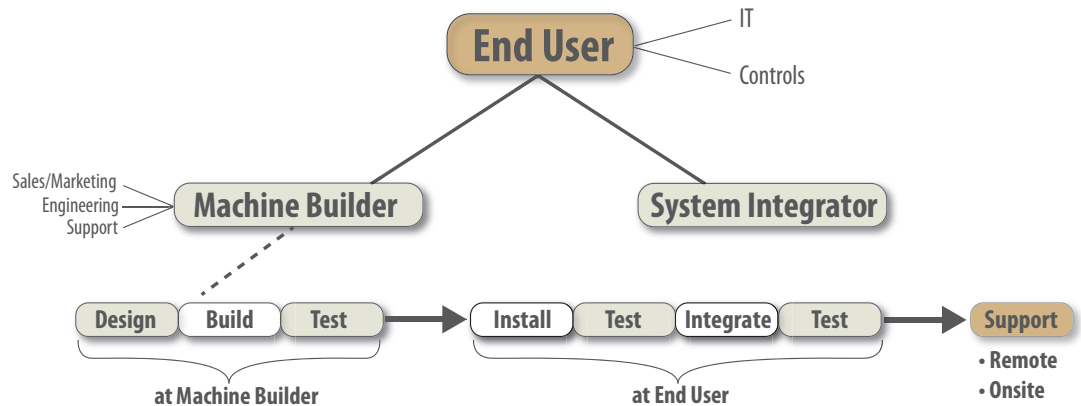 IT
End User
Controls
Sales/Marketing
Engineering
Support
Machine Builder
System Integrator
Design
Build
Test
Install
Test
Integrate
Test
Support
at Machine Builder
at End User
• Remote
• Onsite